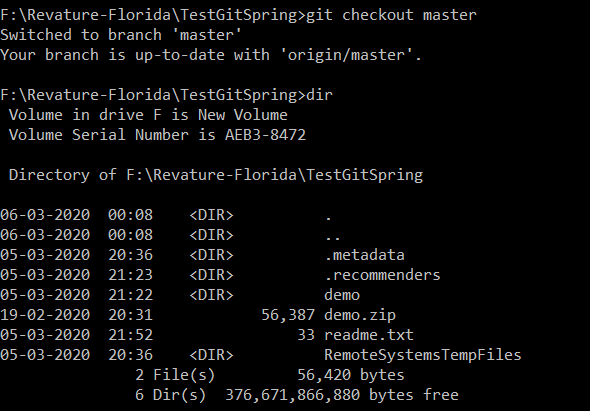 F:\Revature-Florida\TestGitSpring>git checkout master
Switched to branch 'master'
Your branch is up-to-date with 'origin/master'.
F:\Revature-Florida\TestGitSpring>dir
Volume in drive F is New Volume
Volume Serial Number is AEB3-8472
Directory of F:\Revature-Florida\TestGitSpring
06-03-2020  00:08    <DIR>          .
06-03-2020  00:08    <DIR>          ..
05-03-2020  20:36    <DIR>          .metadata
05-03-2020  21:23    <DIR>          .recommenders
05-03-2020  21:22    <DIR>          demo
19-02-2020  20:31            56,387 demo.zip
05-03-2020  21:52                33 readme.txt
05-03-2020  20:36    <DIR>          RemoteSystemsTempFiles
2 File(s)         56,420 bytes
6 Dir(s)  376,671,866,880 bytes free